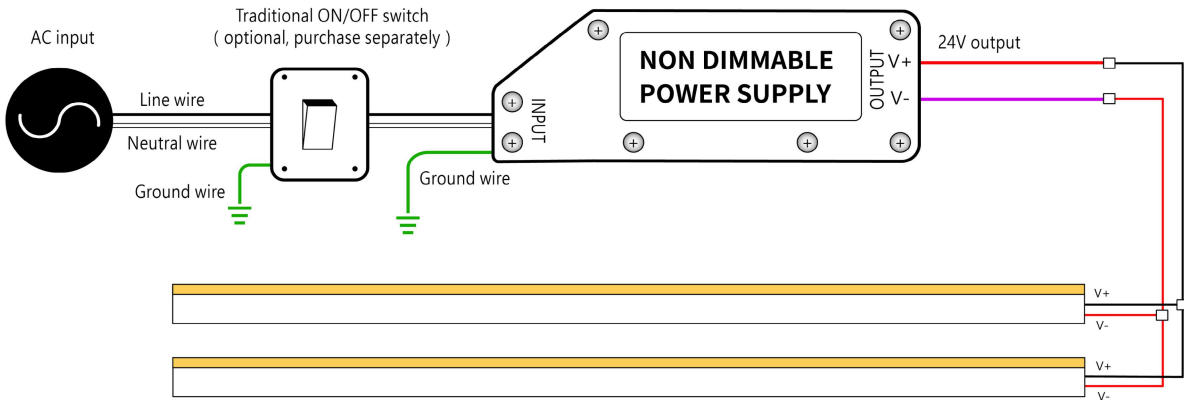 Traditional ON/OFF switch
( optional, purchase separately )
AC input
Line wire
Neutral wire
Ground wire
INPUT
Ground wire
NON DIMMABLE
POWER SUPPLY
OUTPUT
V+
V-
24V output
V+
V-
V+
V-